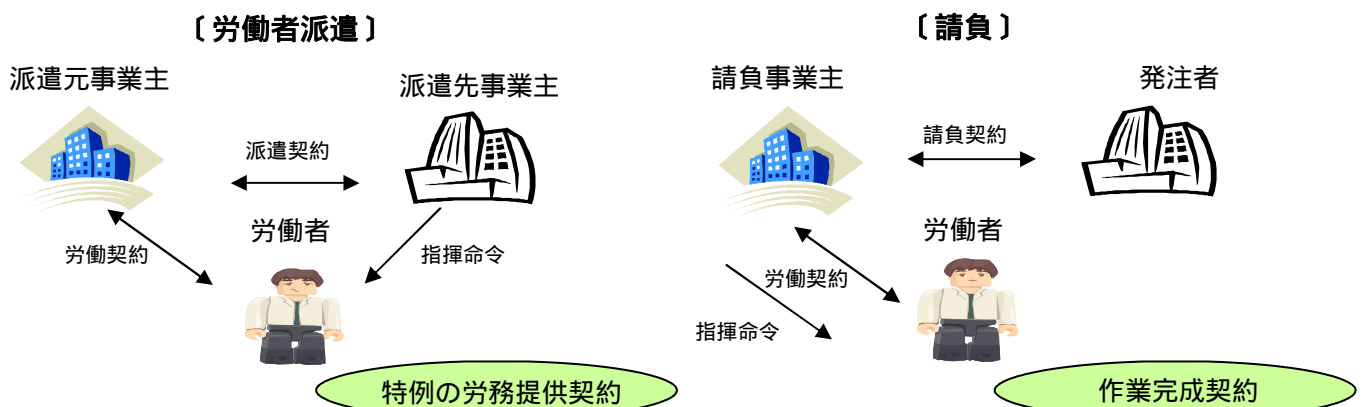 〔労働者派遣〕
派遣元事業主
派遣先事業主
派遣契約
労働者
労働契約
指揮命令
特例の労務提供契約
〔請負〕
請負事業主
発注者
請負契約
労働者
労働契約
指揮命令
作業完成契約